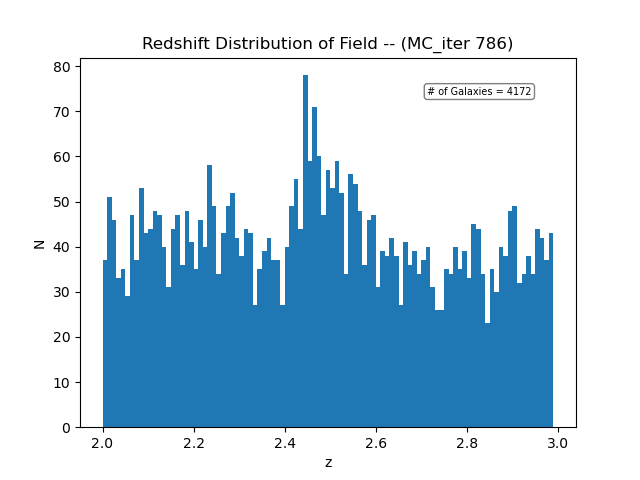 Redshift Distribution of Field -- (MC_iter 786)
# of Galaxies = 4172
80
70
60
50
40
30
20
10
0
N
2.0 2.2 2.4 2.6 2.8 3.0
z